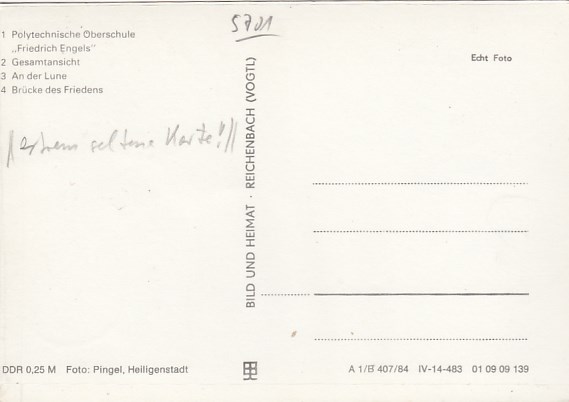 5701
1 Polytechnische Oberschule
„Friedrich Engels"
2 Gesamtansicht
3 An der Lune
4 Brücke des Friedens
Echt Foto
extrem seltene Karte!
BILD UND HEIMAT · REICHENBACH (VOGTL)
DDR 0,25 M Foto: Pingel, Heiligenstadt
A 1/B 407/84 IV-14-483 01 09 09 139